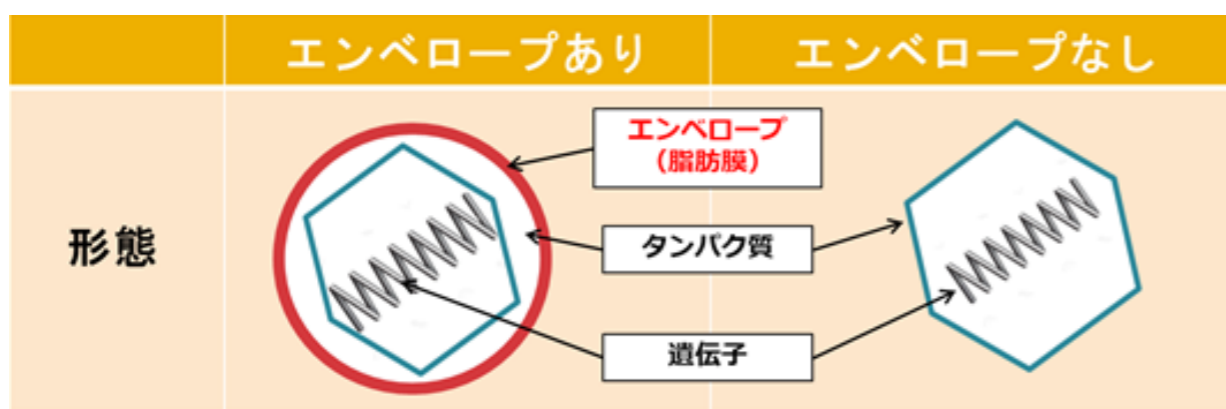 エンベロープあり
エンベロープなし
形態
エンベロープ
（脂肪膜）
タンパク質
遺伝子